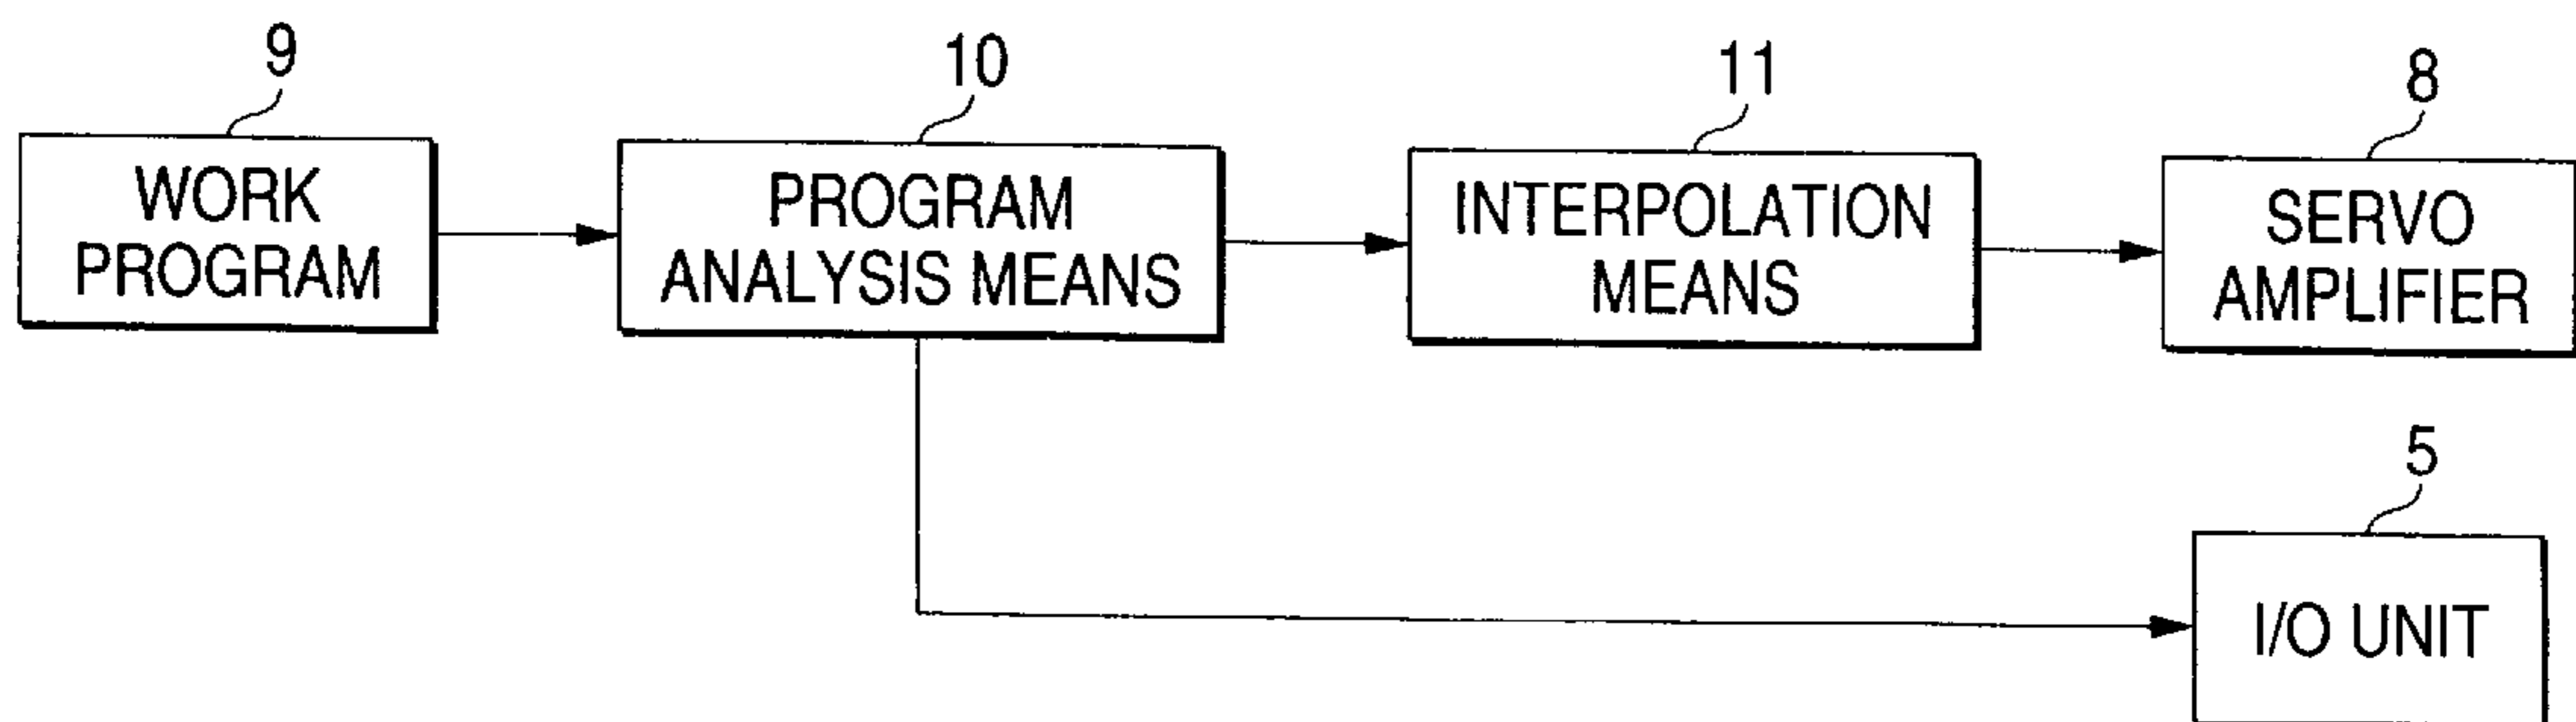 9
10
11
8
WORK
PROGRAM
PROGRAM
ANALYSIS MEANS
INTERPOLATION
MEANS
SERVO
AMPLIFIER
5
I/O UNIT